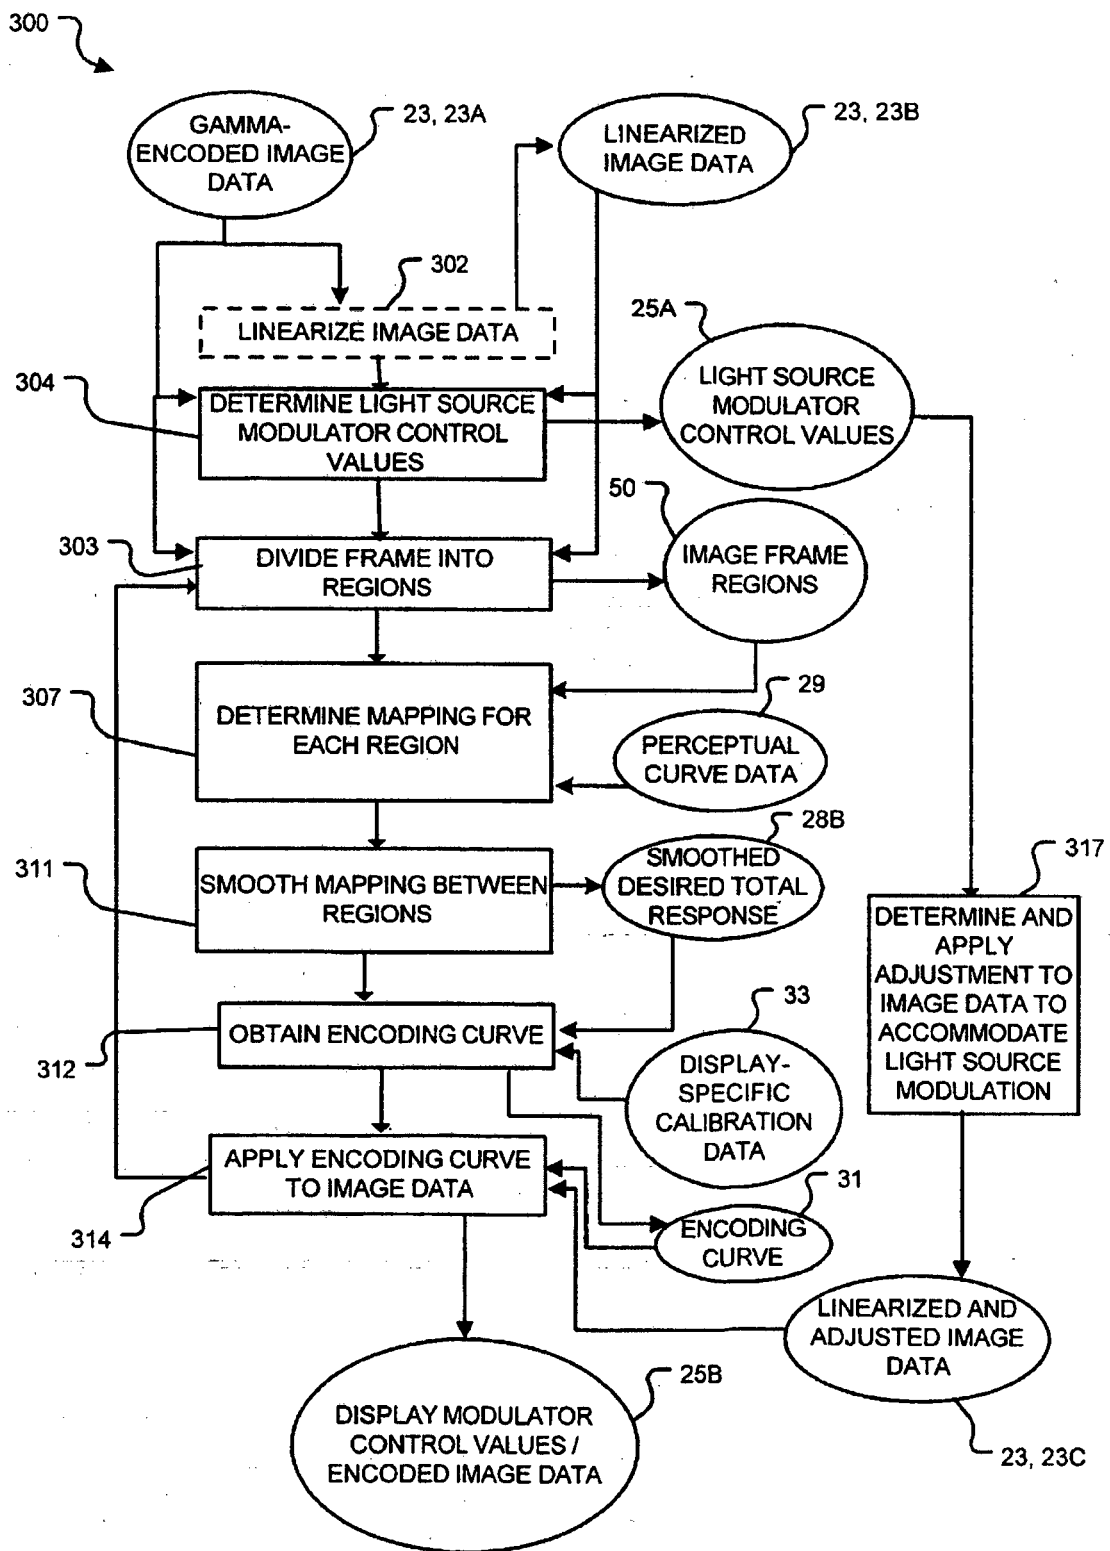 300
GAMMA-
ENCODED IMAGE
DATA
23, 23A
LINEARIZED
IMAGE DATA
23, 23B
302
LINEARIZE IMAGE DATA
25A
304
DETERMINE LIGHT SOURCE
MODULATOR CONTROL
VALUES
LIGHT SOURCE
MODULATOR
CONTROL VALUES
50
303
DIVIDE FRAME INTO
REGIONS
IMAGE FRAME
REGIONS
307
DETERMINE MAPPING FOR
EACH REGION
29
PERCEPTUAL
CURVE DATA
28B
311
SMOOTH MAPPING BETWEEN
REGIONS
SMOOTHED
DESIRED TOTAL
RESPONSE
317
DETERMINE AND
APPLY
ADJUSTMENT TO
IMAGE DATA TO
ACCOMMODATE
LIGHT SOURCE
MODULATION
312
OBTAIN ENCODING CURVE
33
DISPLAY-
SPECIFIC
CALIBRATION
DATA
314
APPLY ENCODING CURVE
TO IMAGE DATA
31
ENCODING
CURVE
LINEARIZED AND
ADJUSTED IMAGE
DATA
23, 23C
25B
DISPLAY MODULATOR
CONTROL VALUES /
ENCODED IMAGE DATA